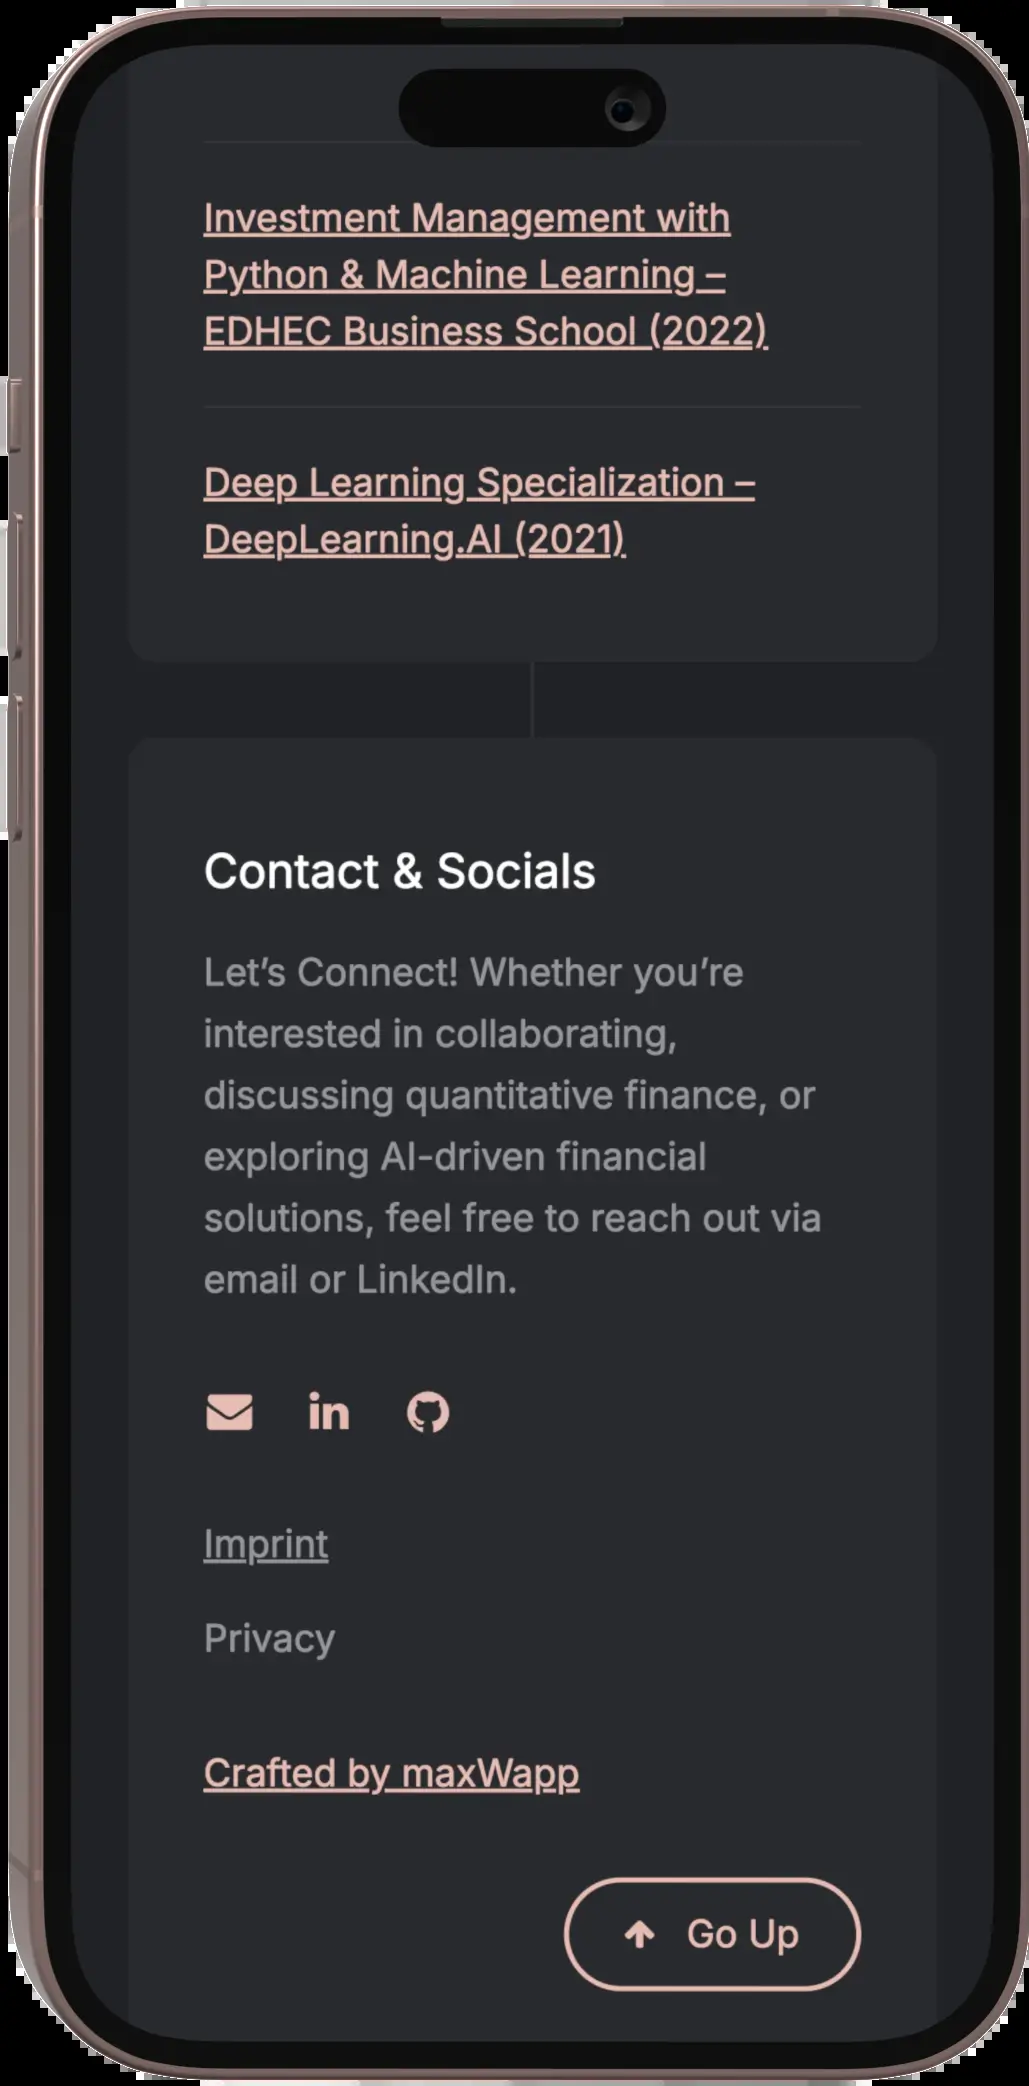 Investment Management with
Python & Machine Learning –
EDHEC Business School (2022)
Deep Learning Specialization –
DeepLearning.AI (2021)
Contact & Socials
Let’s Connect! Whether you’re
interested in collaborating,
discussing quantitative finance, or
exploring AI-driven financial
solutions, feel free to reach out via
email or LinkedIn.
in
Imprint
Privacy
Crafted by maxWapp
Go Up